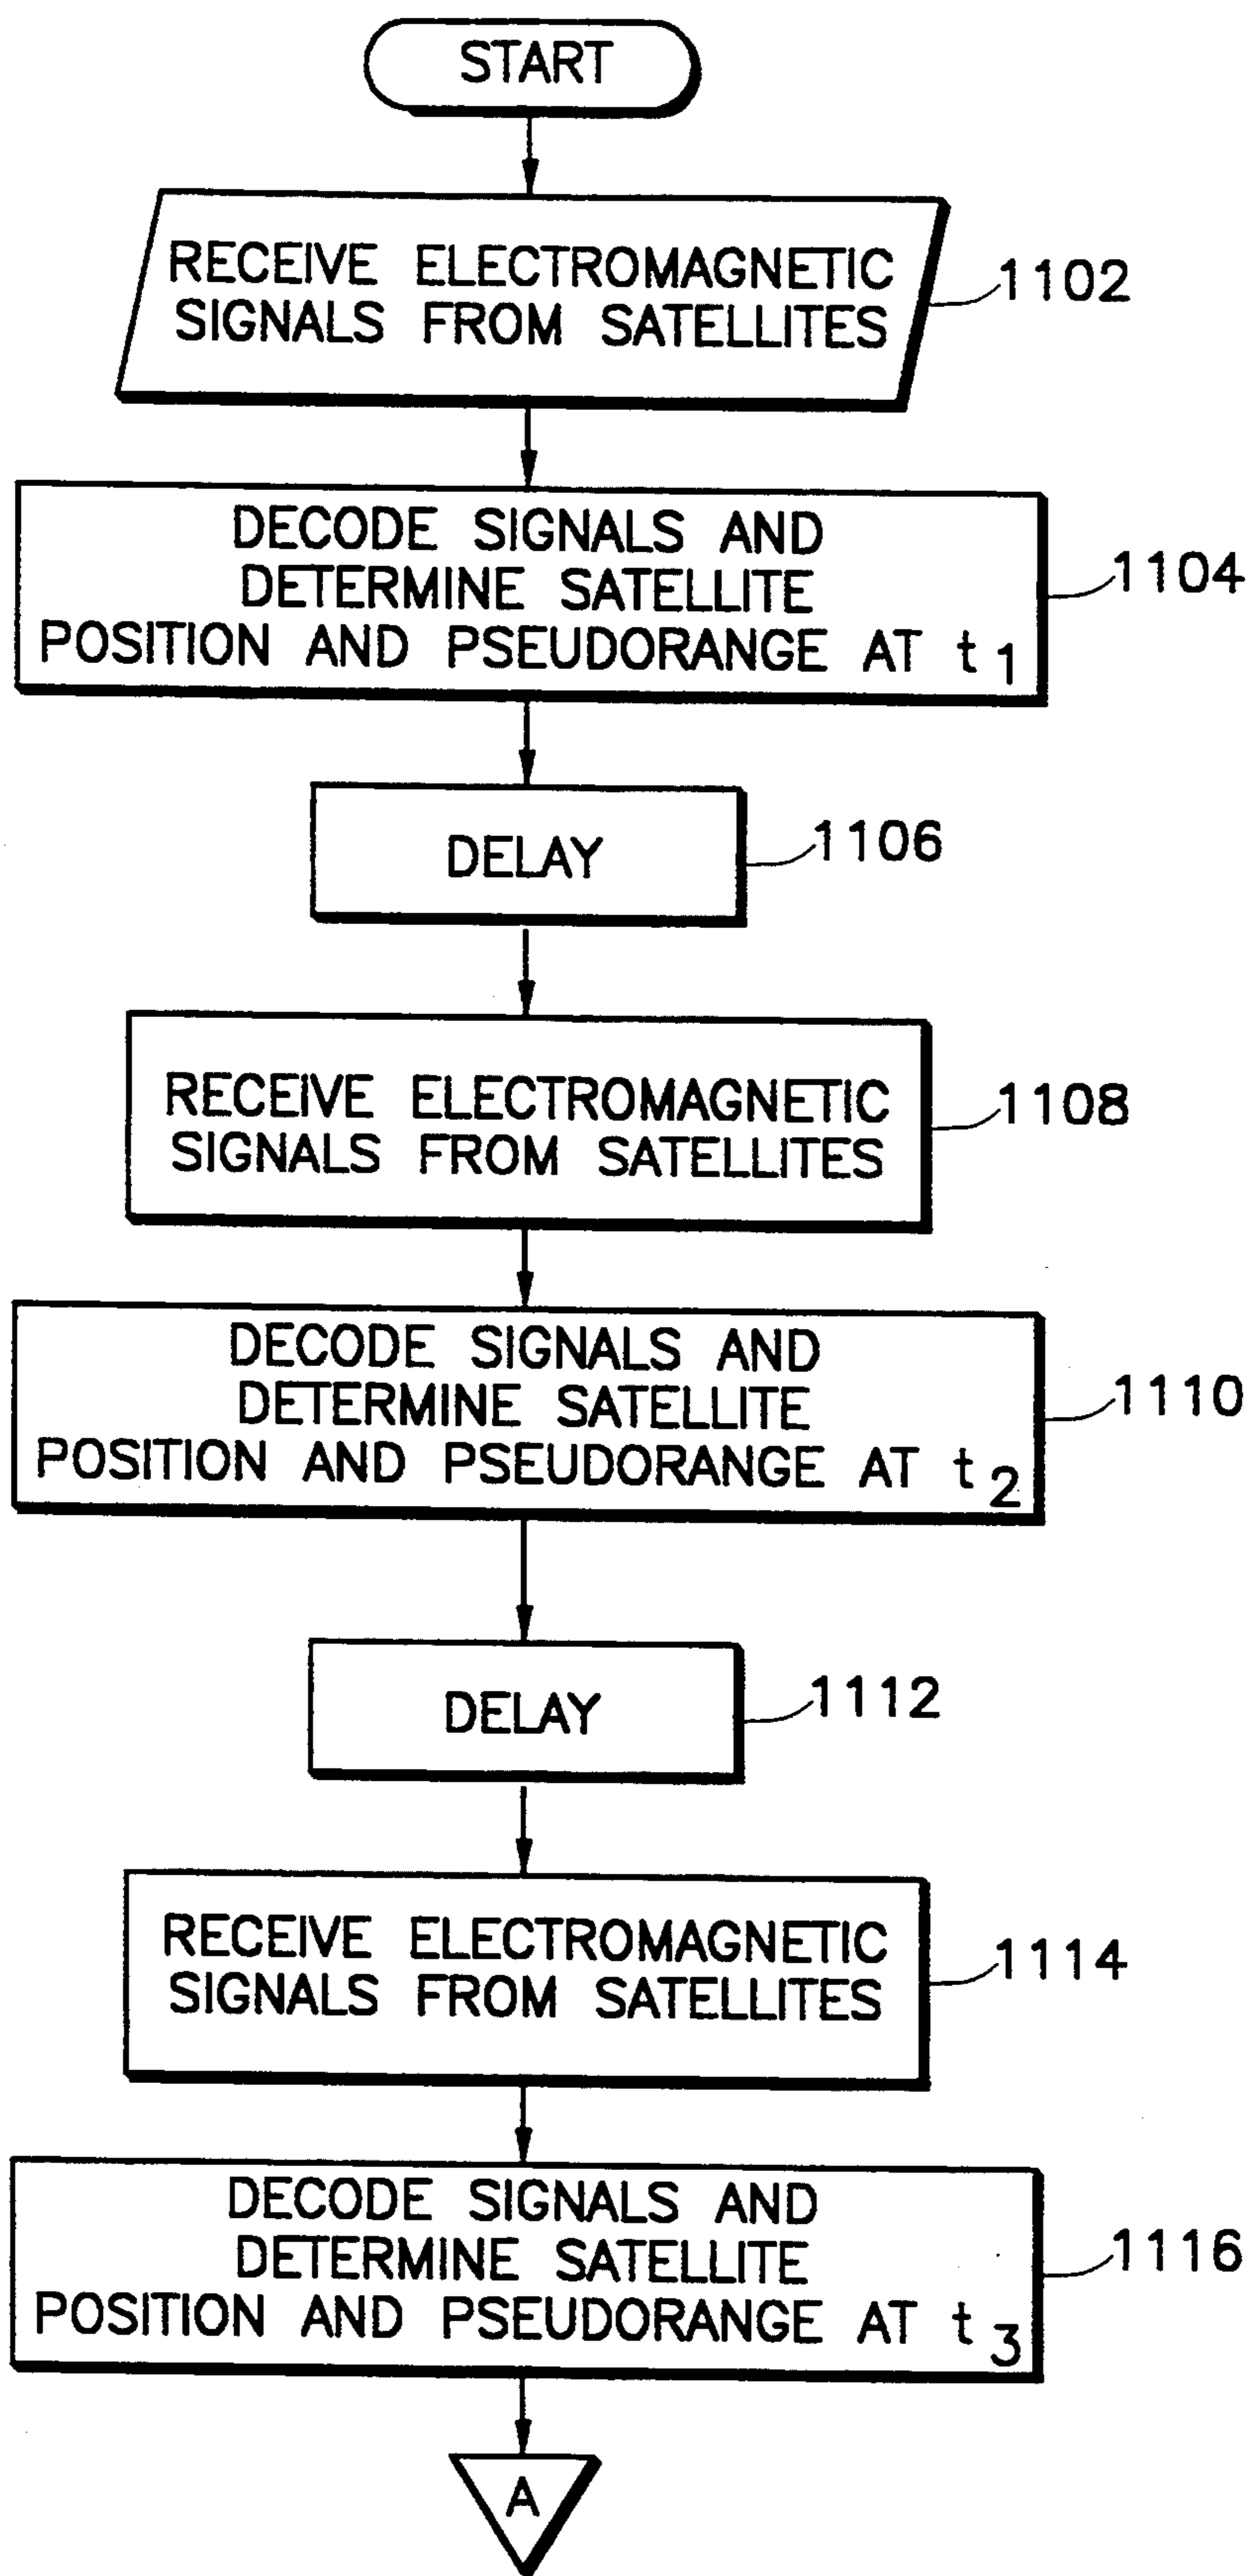 START
RECEIVE ELECTROMAGNETIC
SIGNALS FROM SATELLITES
1102
DECODE SIGNALS AND
DETERMINE SATELLITE
POSITION AND PSEUDORANGE AT t1
1104
DELAY
1106
RECEIVE ELECTROMAGNETIC
SIGNALS FROM SATELLITES
1108
DECODE SIGNALS AND
DETERMINE SATELLITE
POSITION AND PSEUDORANGE AT t2
1110
DELAY
1112
RECEIVE ELECTROMAGNETIC
SIGNALS FROM SATELLITES
1114
DECODE SIGNALS AND
DETERMINE SATELLITE
POSITION AND PSEUDORANGE AT t3
1116
A